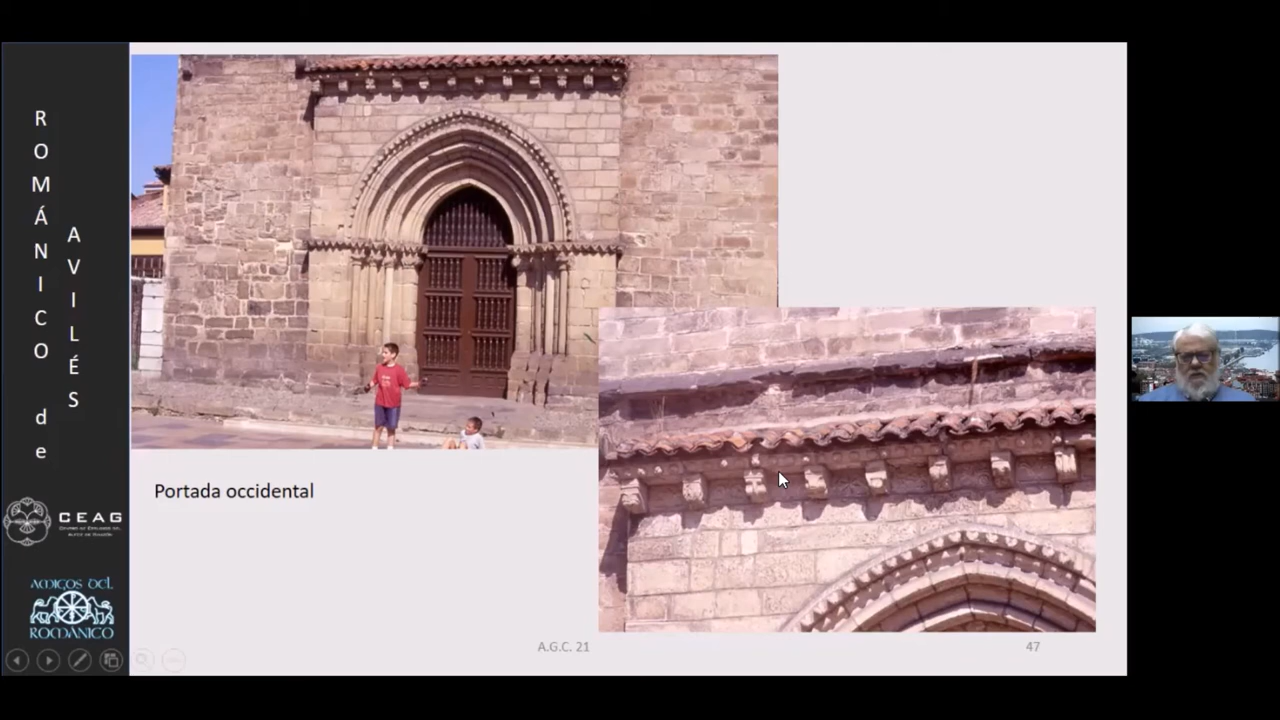 ROMÁNICO de
AVILÉS
CEAG
AMIGOS DEL
ROMÁNICO
Portada occidental
A.G.C. 21
47